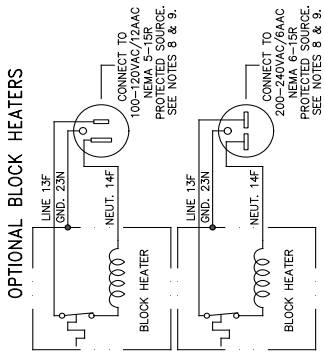 OPTIONAL BLOCK HEATERS
LINE 13F
GND. 23N
NEUT. 14F
BLOCK HEATER
CONNECT TO
100-120VAC/12AAC
NEMA 5-15R
PROTECTED SOURCE.
SEE NOTES 8 & 9.
LINE 13F
GND. 23N
NEUT. 14F
BLOCK HEATER
CONNECT TO
200-240VAC/6AAC
NEMA 6-15R
PROTECTED SOURCE.
SEE NOTES 8 & 9.